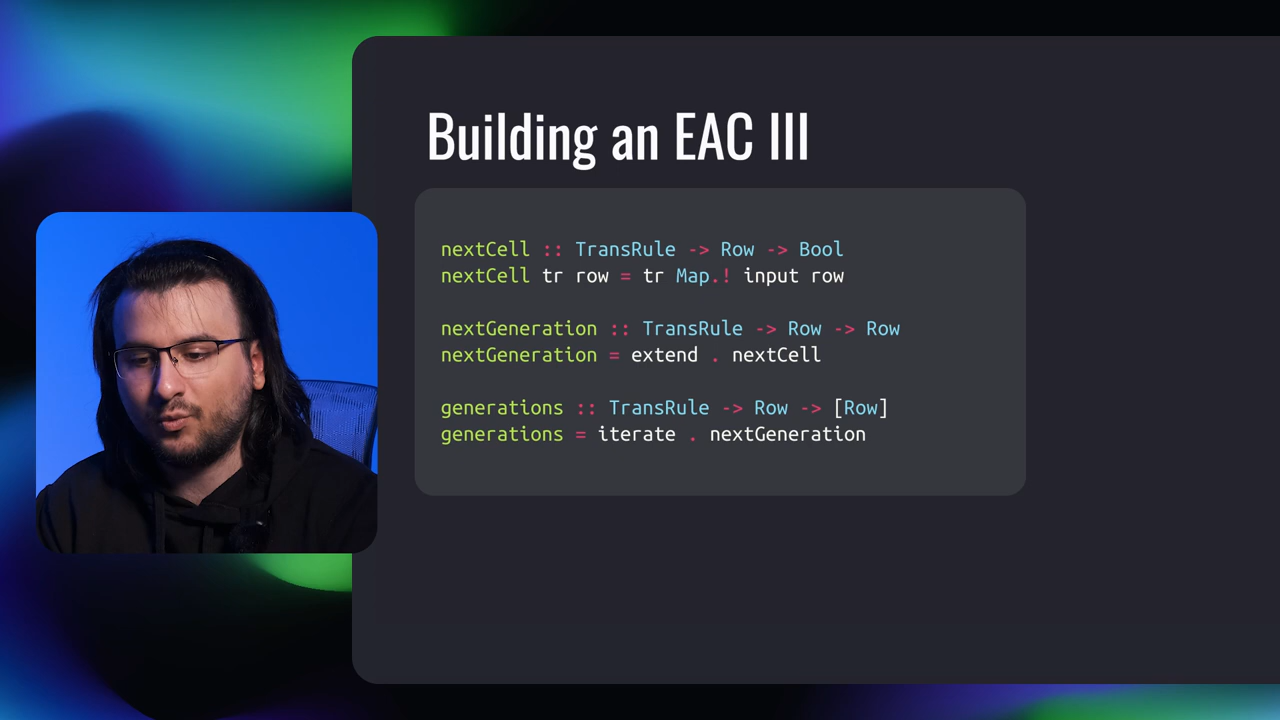 Building an EAC III
nextCell :: TransRule -> Row -> Bool
nextCell tr row = tr Map.! input row
nextGeneration :: TransRule -> Row -> Row
nextGeneration = extend . nextCell
generations :: TransRule -> Row -> [Row]
generations = iterate . nextGeneration